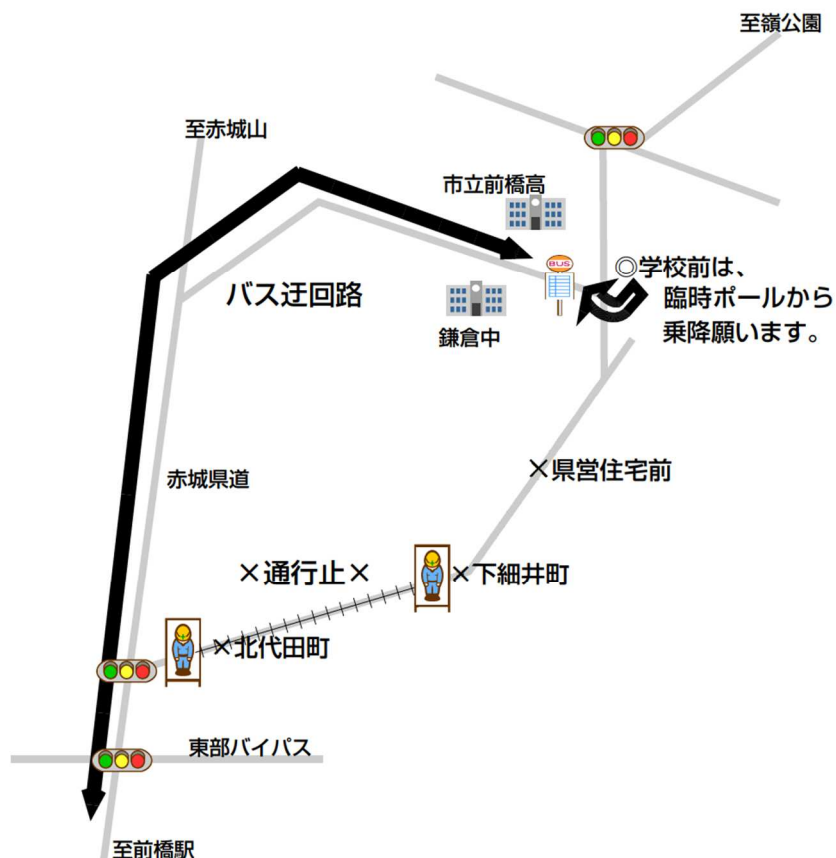 至嶺公園
至赤城山
市立前橋高
BUS
◎学校前は、
臨時ポールから
乗降願います。
バス迂回路
鎌倉中
赤城県道
×県営住宅前
×通行止×
×下細井町
×北代田町
東部バイパス
至前橋駅